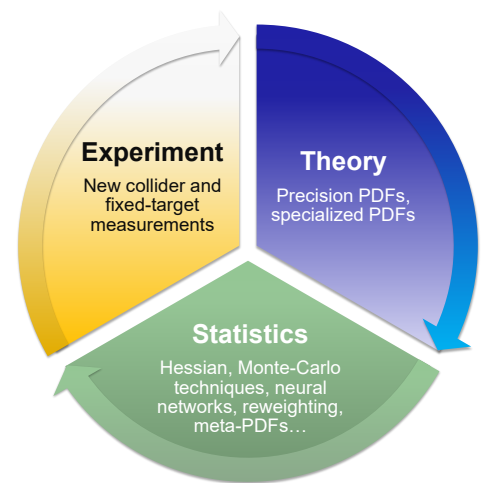 Experiment
New collider and
fixed-target
measurements
Theory
Precision PDFs,
specialized PDFs
Statistics
Hessian, Monte-Carlo
techniques, neural
networks, reweighting,
meta-PDFs…